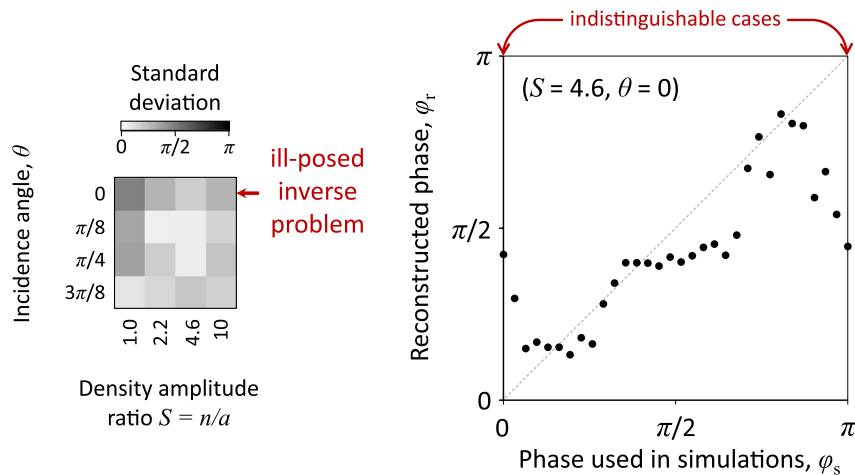 Standard
deviation
0
π/2
π
Incidence angle, θ
0
π/8
π/4
3π/8
1.0
2.2
4.6
10
Density amplitude
ratio S = n/a
ill-posed
inverse
problem
indistinguishable cases
(S = 4.6, θ = 0)
Reconstructed phase, φr
π
π/2
0
0
π/2
π
Phase used in simulations, φs